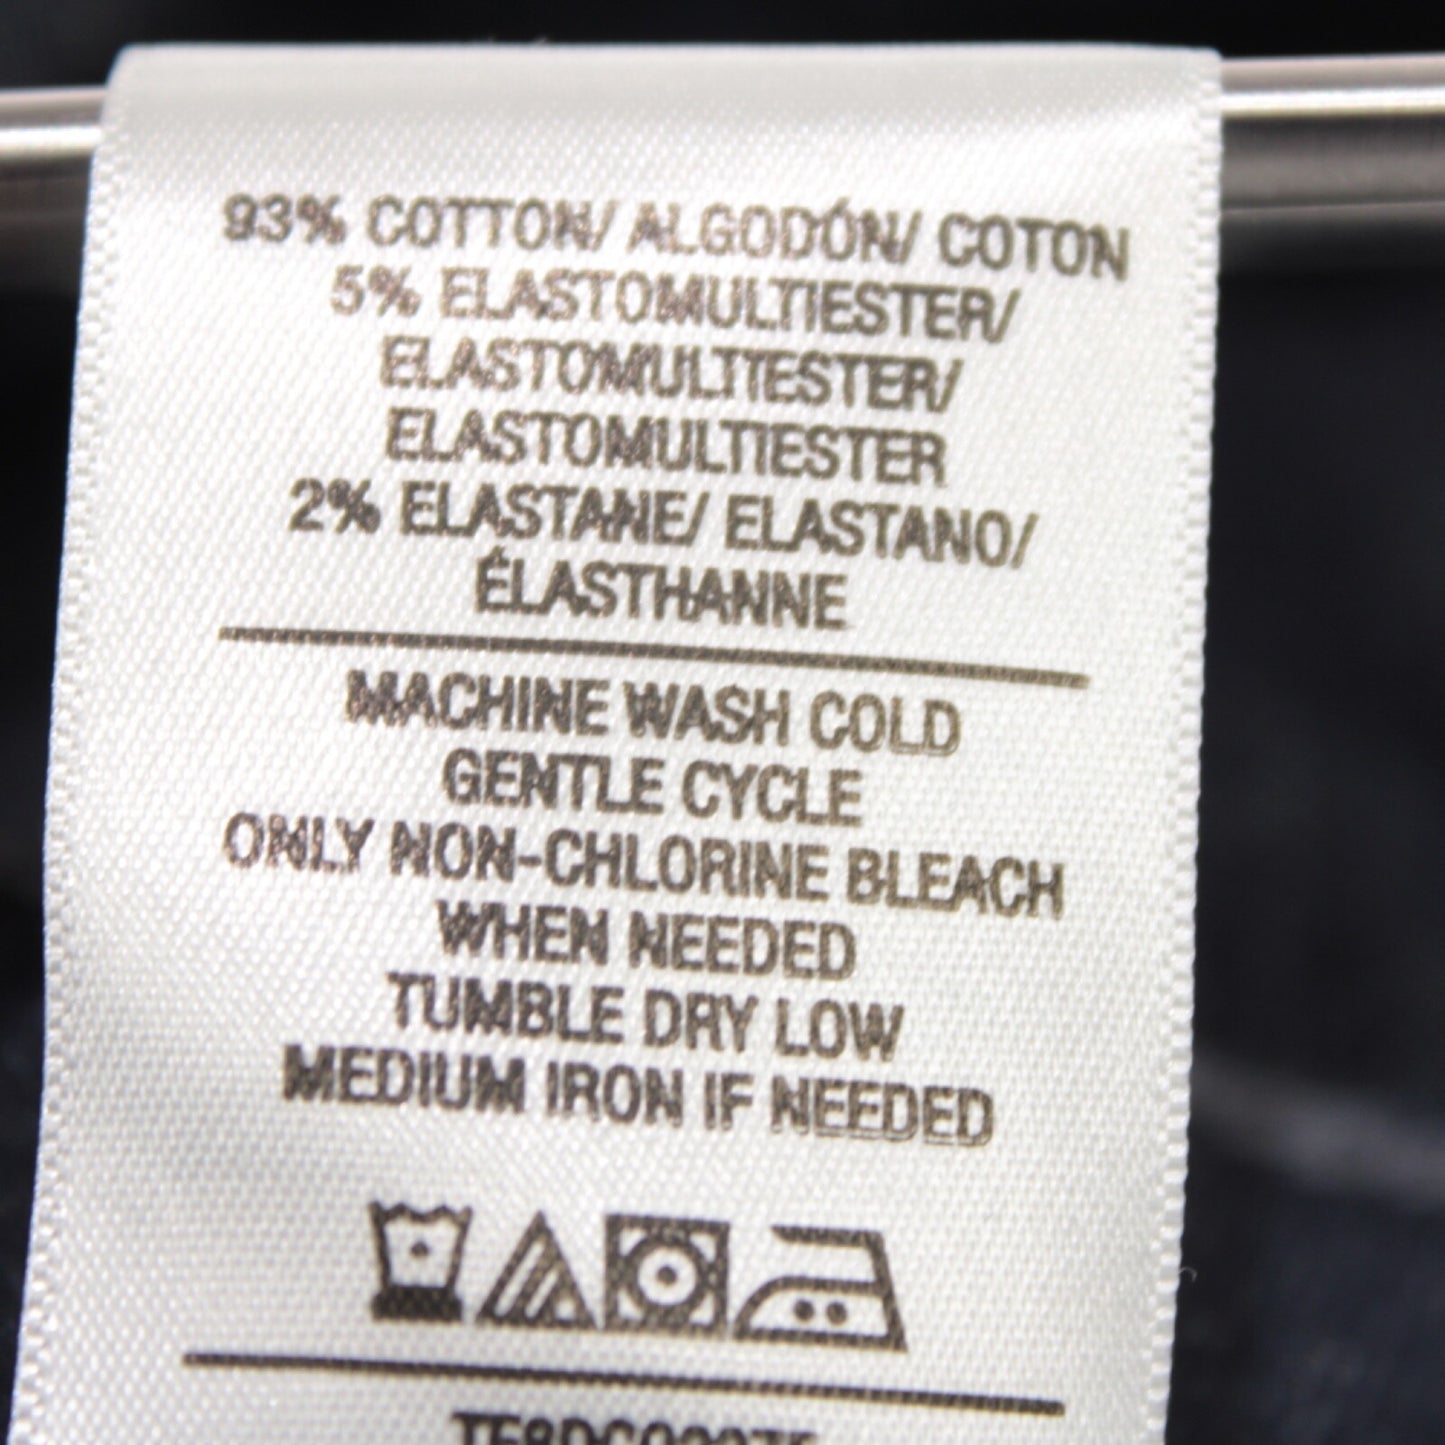 93% COTTON/ ALGODÓN/ COTON
5% ELASTOMULTIESTER/
ELASTOMULTIESTER/
ELASTOMULTIESTER
2% ELASTANE/ ELASTANO/
ÉLASTHANNE
MACHINE WASH COLD
GENTLE CYCLE
ONLY NON-CHLORINE BLEACH
WHEN NEEDED
TUMBLE DRY LOW
MEDIUM IRON IF NEEDED